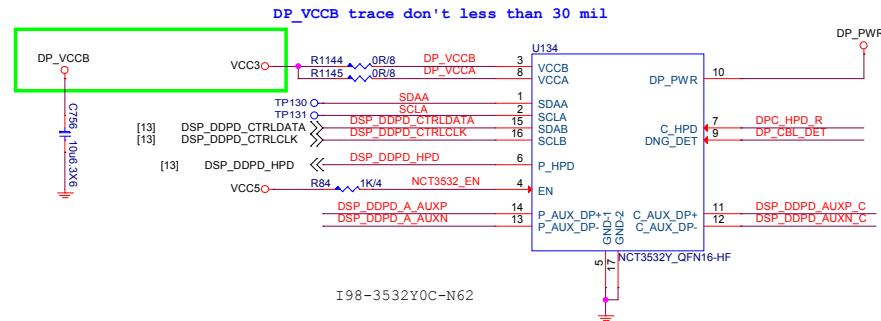 DP_VCCB trace don't less than 30 mil
DP_VCCB
C756
10u6.3X6
VCC3
R1144
0R/8
DP_VCCB
R1145
0R/8
DP_VCCA
TP130
SDAA
TP131
SCLA
[13] DSP_DDPD_CTRLDATA
DSP_DDPD_CTRLDATA
[13] DSP_DDPD_CTRLCLK
DSP_DDPD_CTRLCLK
[13] DSP_DDPD_HPD
DSP_DDPD_HPD
VCC5
R84
1K/4
NCT3532_EN
DSP_DDPD_A_AUXP
DSP_DDPD_A_AUXN
U134
3 VCCB
8 VCCA
1 SDAA
2 SCLA
15 SDAB
16 SCLB
6 P_HPD
4 EN
14 P_AUX_DP+
13 P_AUX_DP-
GND-1 5
GND-2 17
DP_PWR 10
C_HPD 7
DNG_DET 9
C_AUX_DP+ 11
C_AUX_DP- 12
DP_PWR
DPC_HPD_R
DP_CBL_DET
DSP_DDPD_AUXP_C
DSP_DDPD_AUXN_C
NCT3532Y_QFN16-HF
I98-3532Y0C-N62